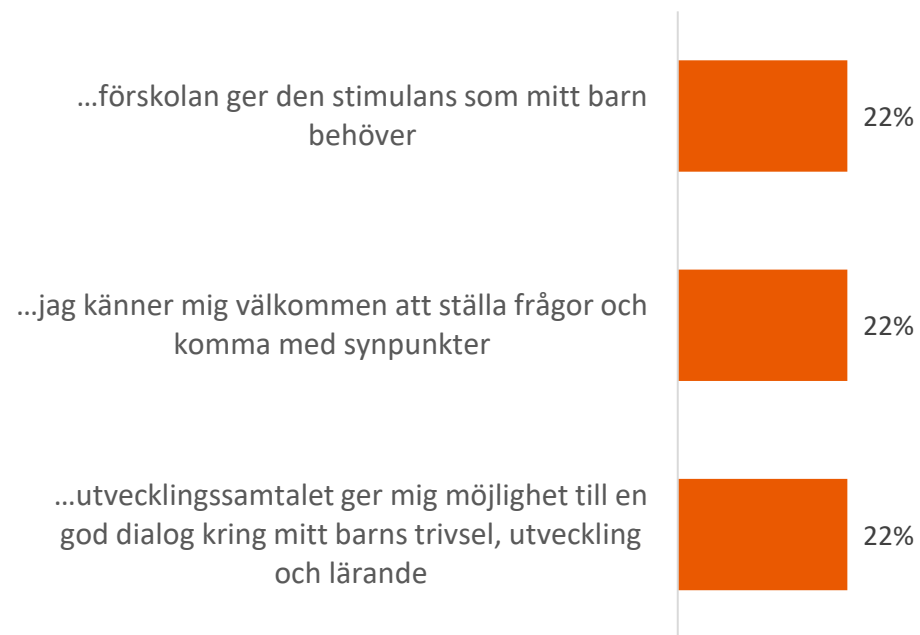 ...förskolan ger den stimulans som mitt barn
behöver
22%
...jag känner mig välkommen att ställa frågor och
komma med synpunkter
22%
...utvecklingssamtalet ger mig möjlighet till en
god dialog kring mitt barns trivsel, utveckling
och lärande
22%